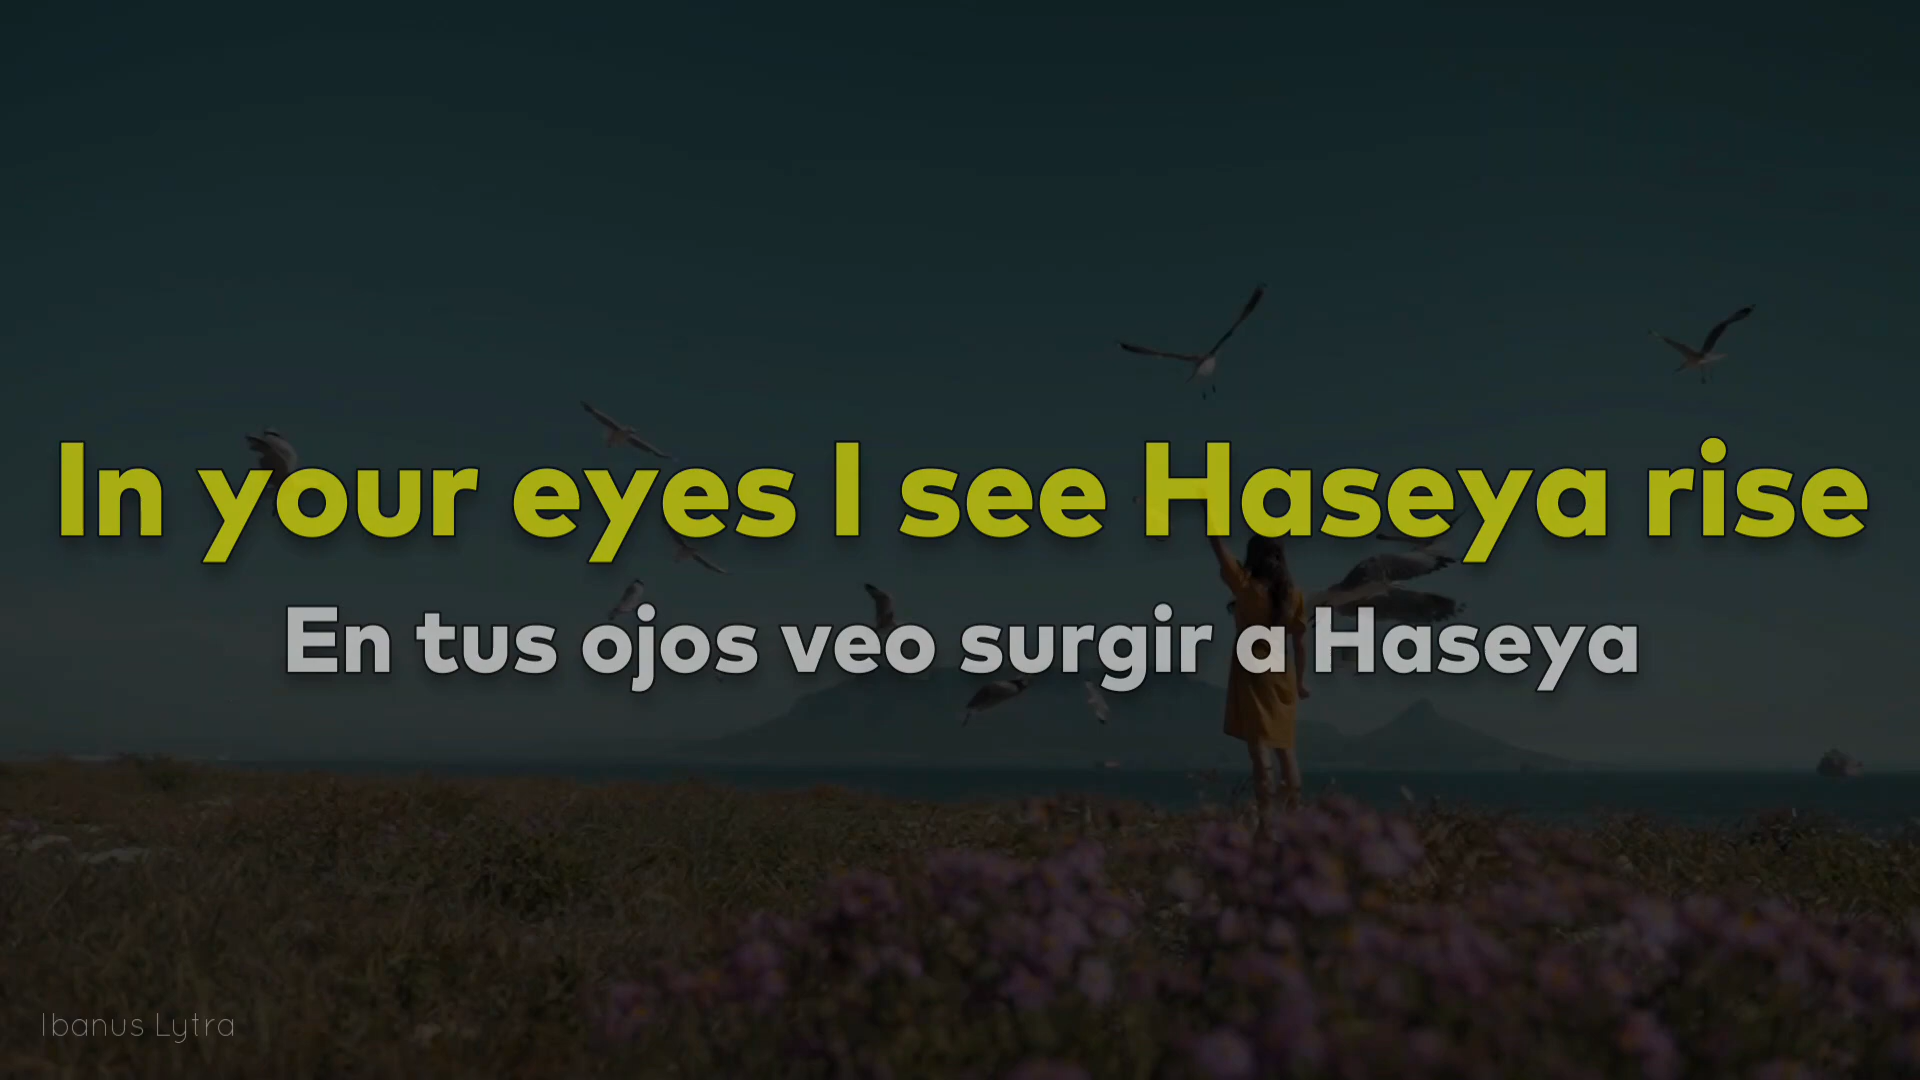 In your eyes I see Haseya rise
En tus ojos veo surgir a Haseya
Ibanus Lytra